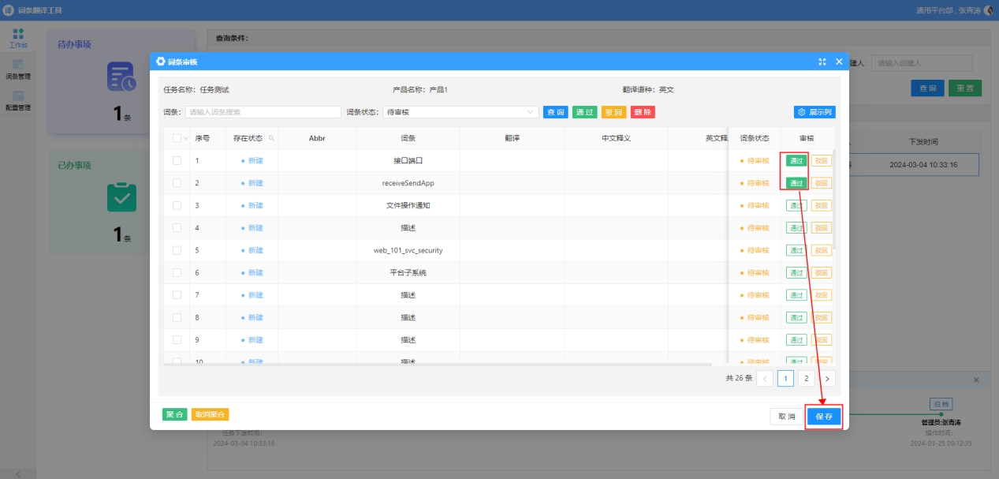 译 词条翻译工具
通用平台部 , 张青涛
工作台
词条管理
配置管理
待办事项
1条
已办事项
1条
查询条件：
建人： 请输入创建人
查 询 重 置
下发时间
2024-03-04 10:33:16
词条审核
任务名称：任务测试 产品名称：产品1 翻译语种：英文
词条： 请输入词条搜索 词条状态： 待审核 查 询 通 过 驳 回 删 除 展示列
序号 存在状态 Abbr 词条 翻译 中文释义 英文释 词条状态 审核
1 新建 接口端口 待审核 通过 驳回
2 新建 receiveSendApp 待审核 通过 驳回
3 新建 文件操作通知 待审核 通过 驳回
4 新建 描述 待审核 通过 驳回
5 新建 web_101_svc_security 待审核 通过 驳回
6 新建 平台子系统 待审核 通过 驳回
7 新建 描述 待审核 通过 驳回
8 新建 描述 待审核 通过 驳回
9 新建 描述 待审核 通过 驳回
10 新建 描述 待审核 通过 驳回
共 26 条 < 1 2 >
聚 合 取消聚合 取 消 保 存
任务下发时间：
2024-03-04 10:33:16
归 档
管理员:张青涛
操作时间：
2024-03-25 09:12:35